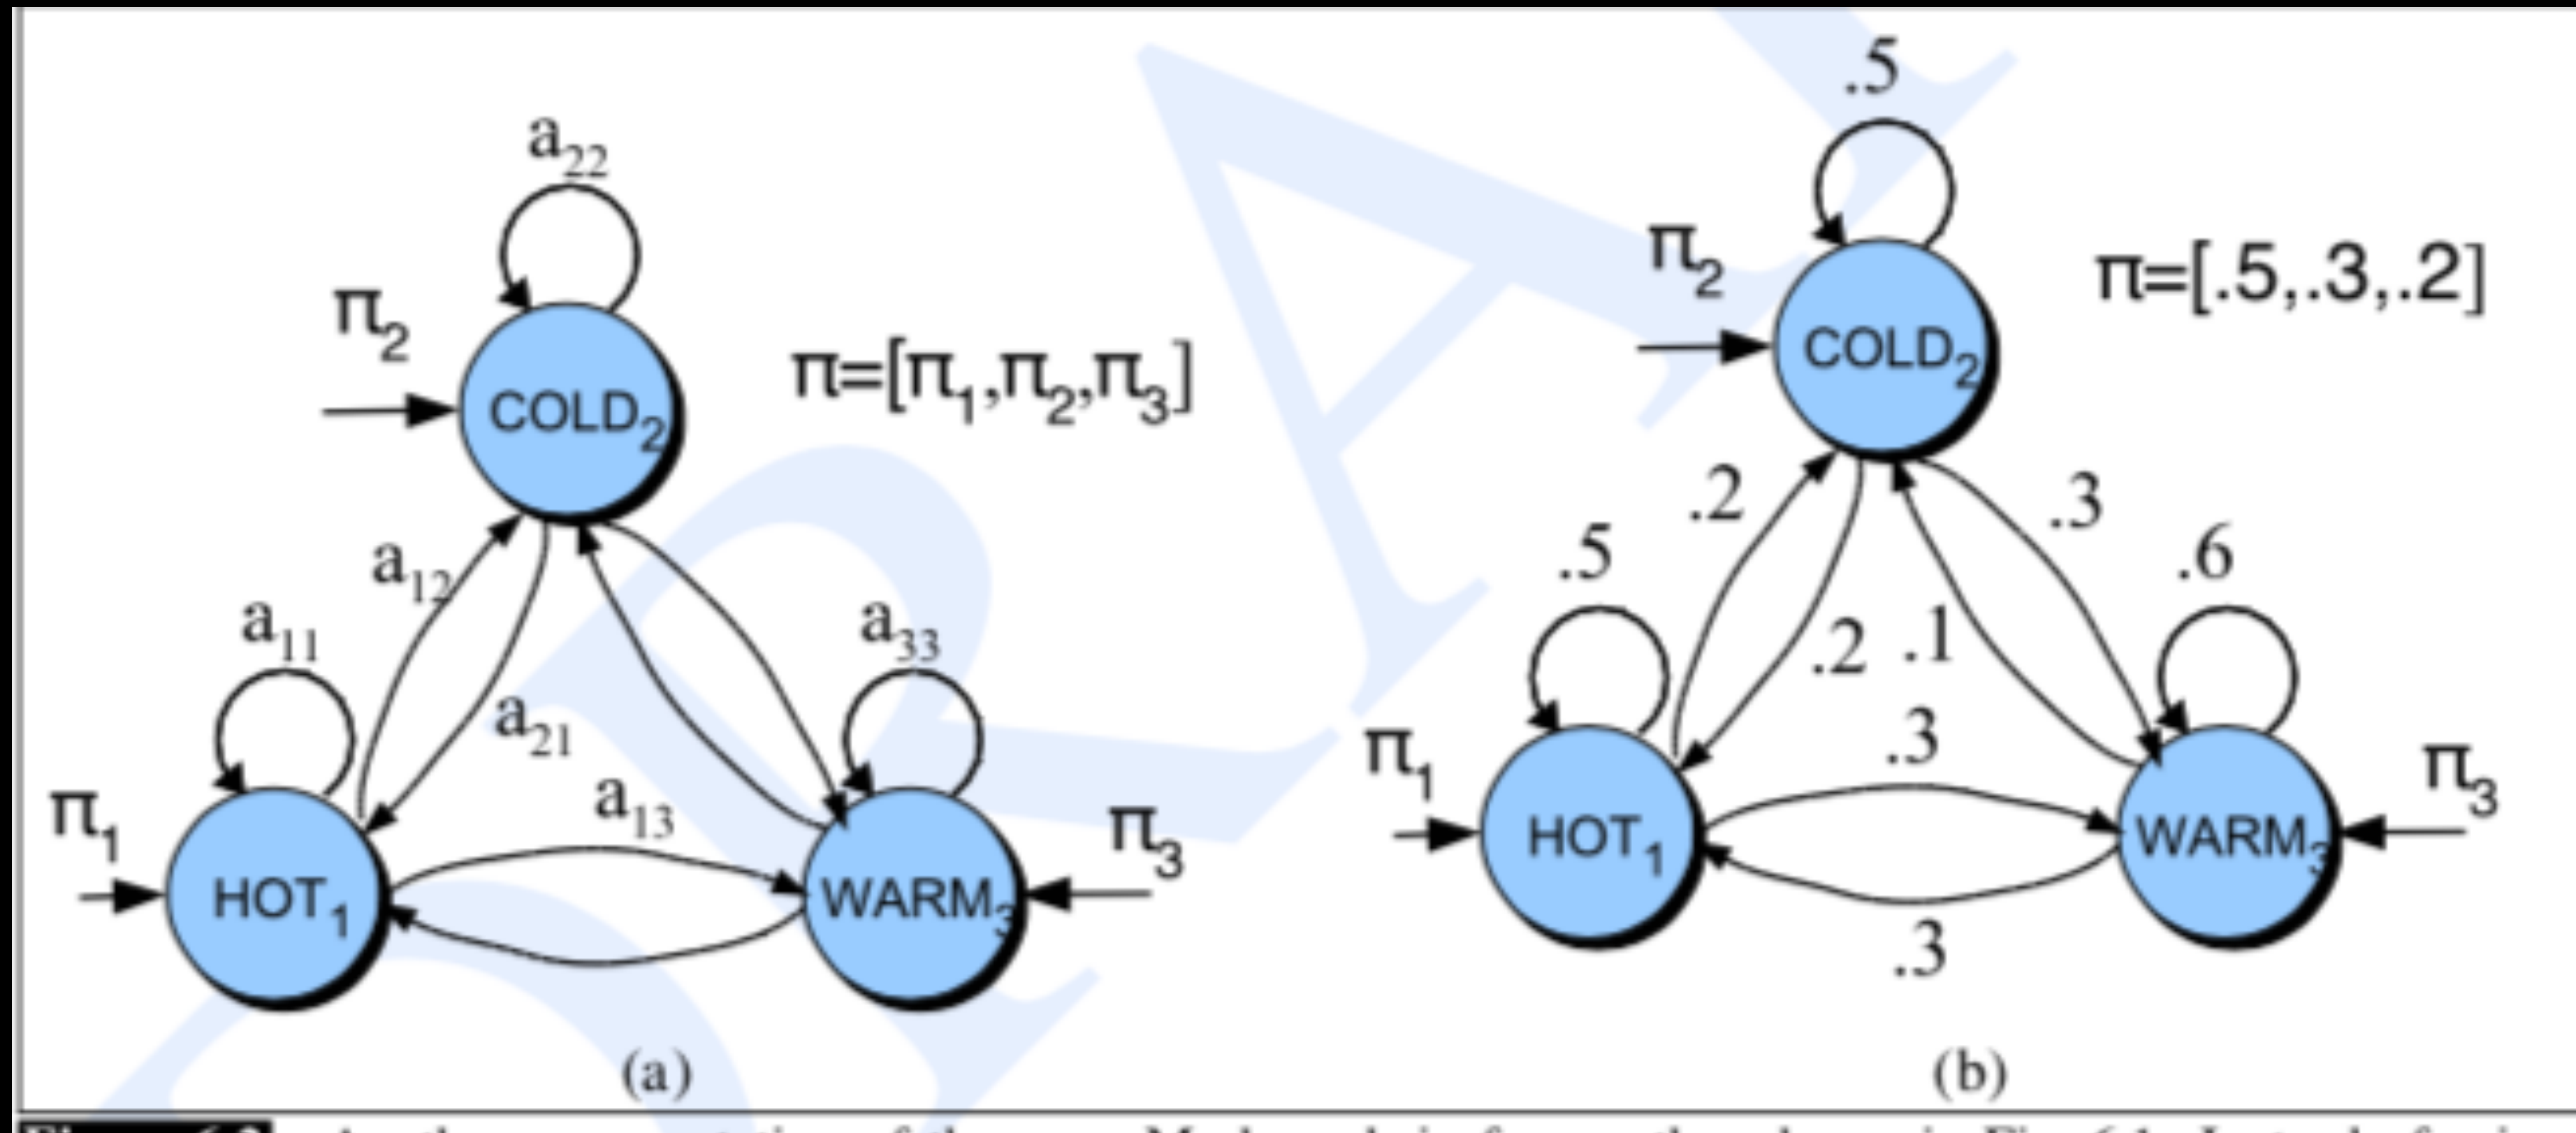 a22
π2
COLD2
π=[π1,π2,π3]
a12
a11
a21
a33
a13
π1
HOT1
WARM3
π3
(a)
.5
π2
COLD2
π=[.5,.3,.2]
.2
.3
.5
.6
.2
.1
.3
π1
HOT1
WARM3
π3
.3
(b)